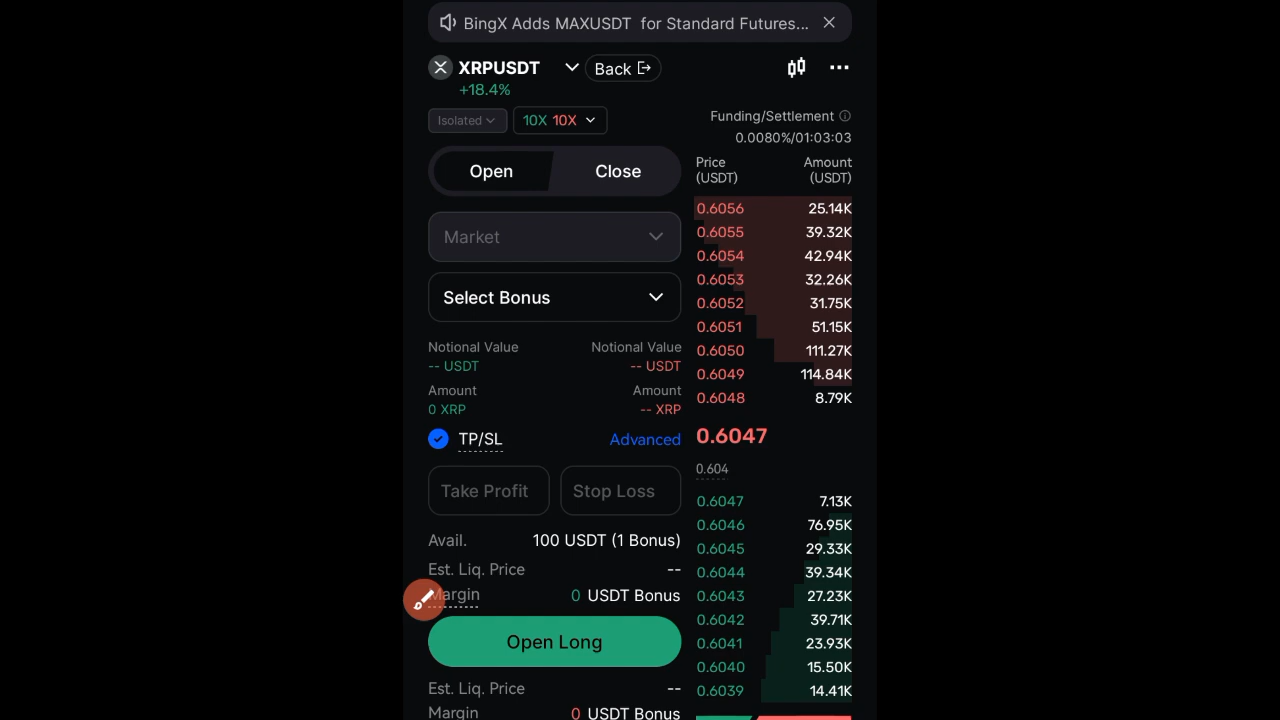 BingX Adds MAXUSDT for Standard Futures...
XRPUSDT
Back
+18.4%
Isolated
10X 10X
Funding/Settlement
0.0080%/01:03:03
Open
Close
Price
(USDT)
Amount
(USDT)
Market
Select Bonus
Notional Value
-- USDT
Notional Value
-- USDT
Amount
0 XRP
Amount
-- XRP
TP/SL
Advanced
Take Profit
Stop Loss
Avail.
100 USDT (1 Bonus)
Est. Liq. Price
--
Margin
0 USDT Bonus
Open Long
Est. Liq. Price
--
Margin
0 USDT Bonus
0.6056 25.14K
0.6055 39.32K
0.6054 42.94K
0.6053 32.26K
0.6052 31.75K
0.6051 51.15K
0.6050 111.27K
0.6049 114.84K
0.6048 8.79K
0.6047
0.604
0.6047 7.13K
0.6046 76.95K
0.6045 29.33K
0.6044 39.34K
0.6043 27.23K
0.6042 39.71K
0.6041 23.93K
0.6040 15.50K
0.6039 14.41K